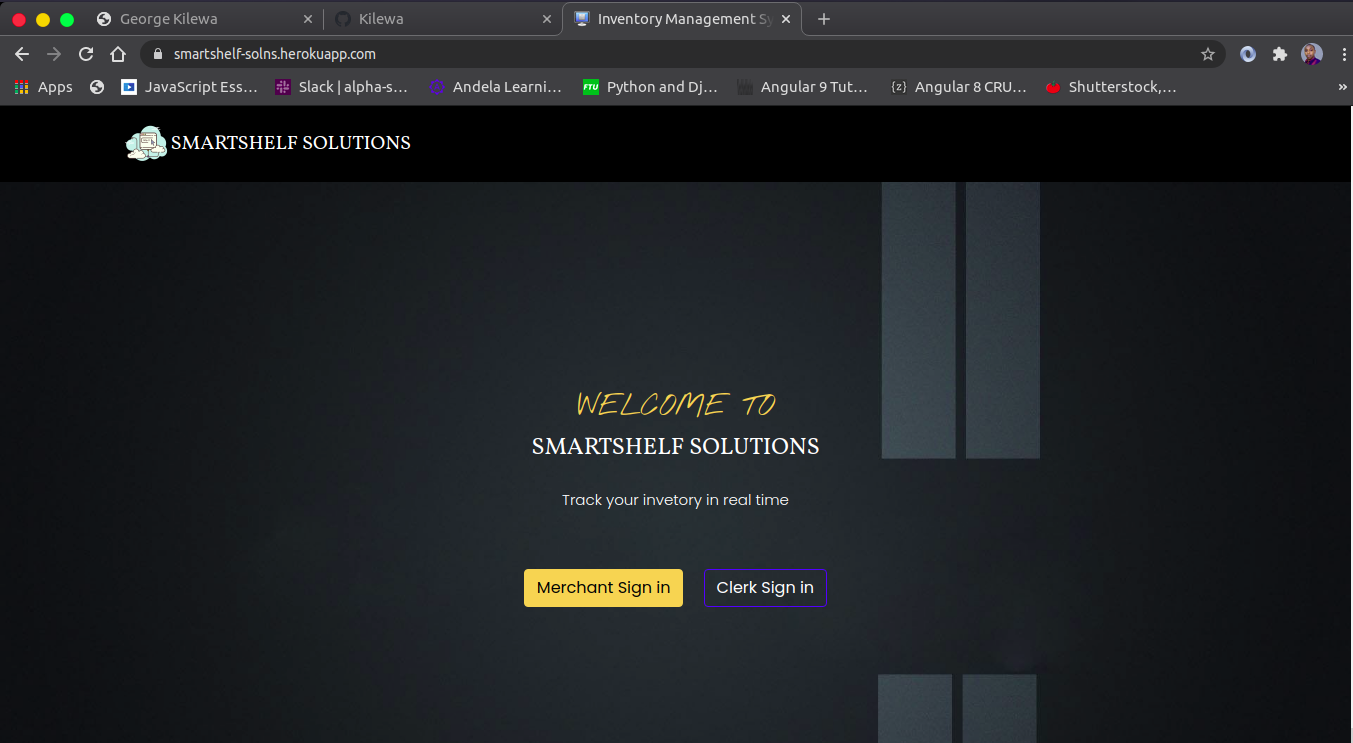 George Kilewa
Kilewa
Inventory Management Sy
smartshelf-solns.herokuapp.com
Apps
JavaScript Ess…
Slack | alpha-s…
Andela Learni…
FTU
Python and Dj…
Angular 9 Tut…
{z}
Angular 8 CRU…
Shutterstock,…
»
SMARTSHELF SOLUTIONS
WELCOME TO
SMARTSHELF SOLUTIONS
Track your invetory in real time
Merchant Sign in
Clerk Sign in